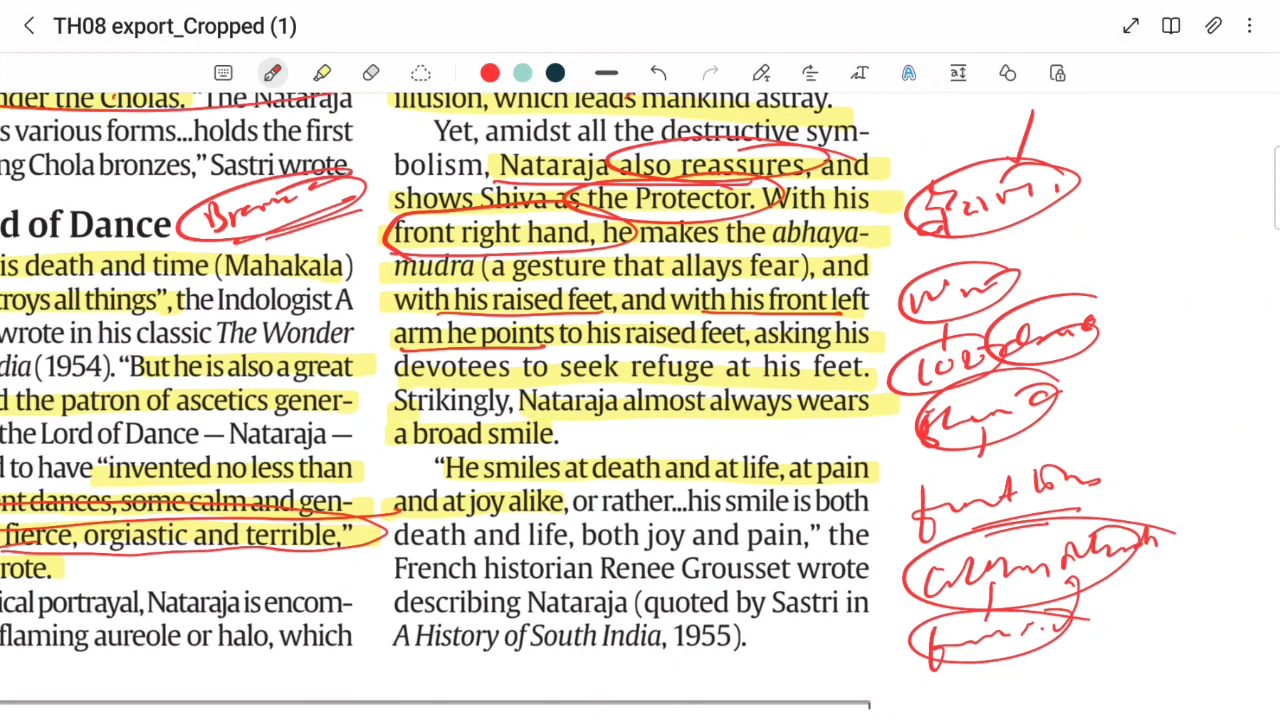 TH08 export_Cropped (1)
nder the Cholas. "The Nataraja
s various forms...holds the first
ng Chola bronzes," Sastri wrote.
d of Dance
is death and time (Mahakala)
troys all things", the Indologist A
wrote in his classic The Wonder
dia (1954). "But he is also a great
d the patron of ascetics gener-
the Lord of Dance — Nataraja —
d to have "invented no less than
nt dances, some calm and gen-
fierce, orgiastic and terrible,"
rote.
ical portrayal, Nataraja is encom-
flaming aureole or halo, which
illusion, which leads mankind astray.
Yet, amidst all the destructive sym-
bolism, Nataraja also reassures, and
shows Shiva as the Protector. With his
front right hand, he makes the abhaya-
mudra (a gesture that allays fear), and
with his raised feet, and with his front left
arm he points to his raised feet, asking his
devotees to seek refuge at his feet.
Strikingly, Nataraja almost always wears
a broad smile.
"He smiles at death and at life, at pain
and at joy alike, or rather...his smile is both
death and life, both joy and pain," the
French historian Renee Grousset wrote
describing Nataraja (quoted by Sastri in
A History of South India, 1955).